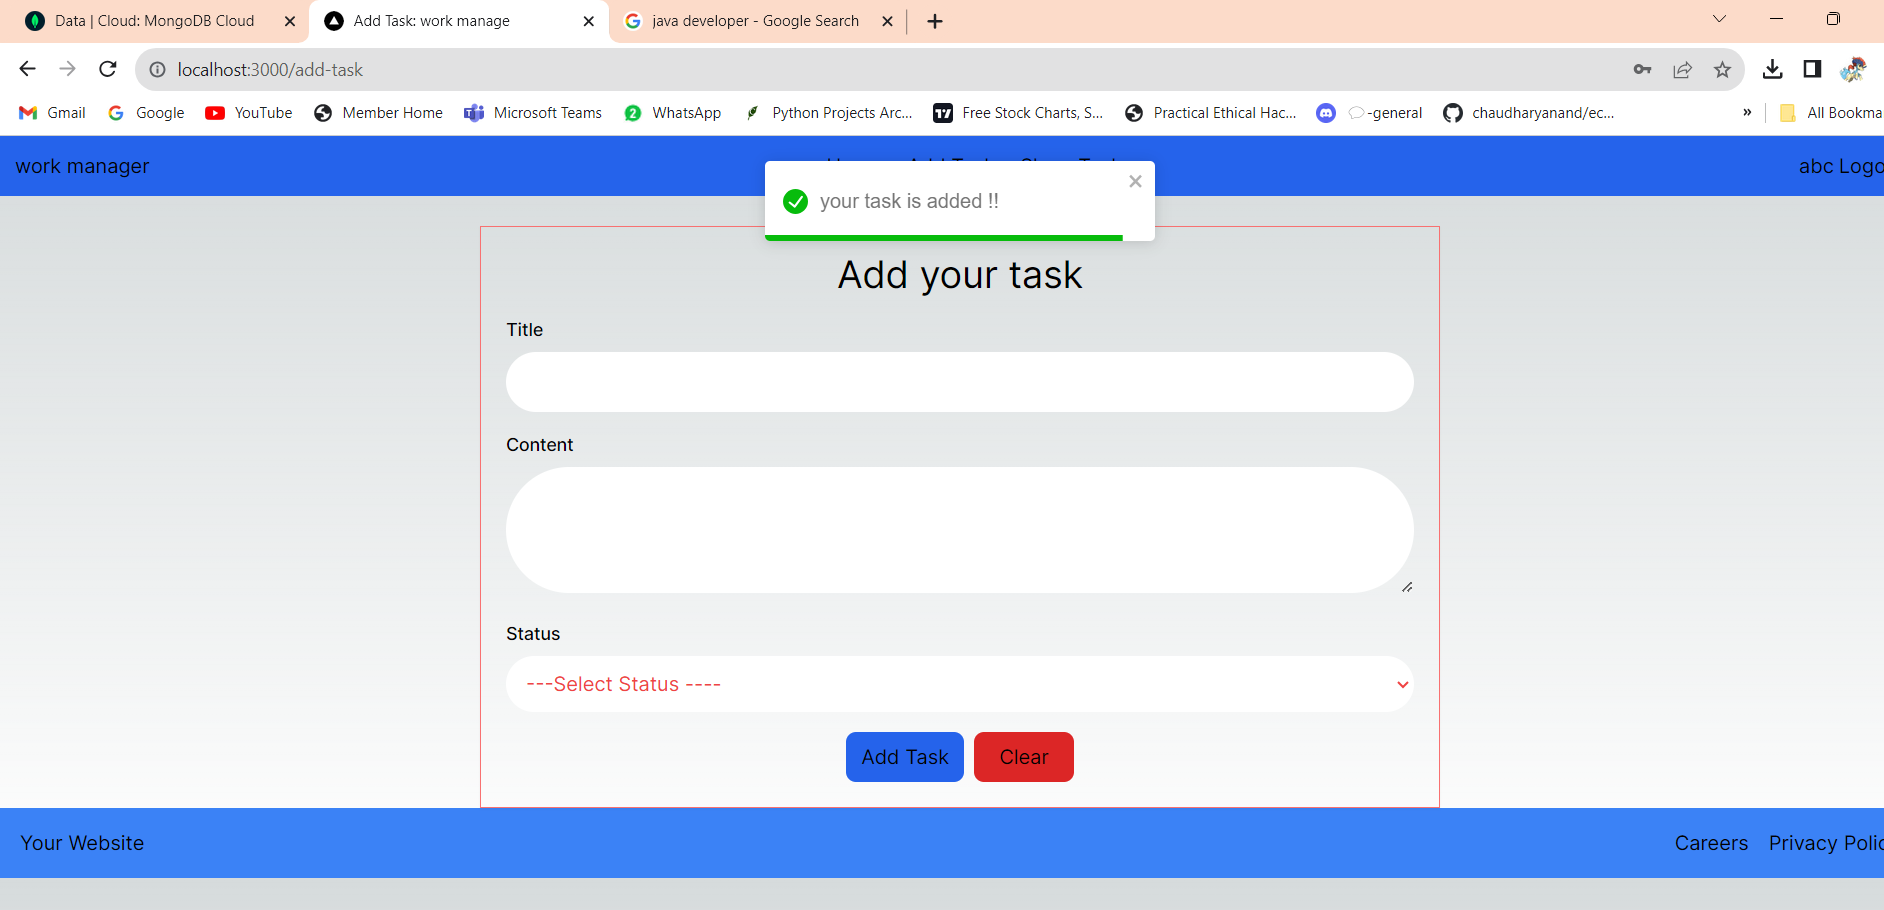 Data | Cloud: MongoDB Cloud
Add Task: work manage
java developer - Google Search
localhost:3000/add-task
Gmail
Google
YouTube
Member Home
Microsoft Teams
2
WhatsApp
Python Projects Arc...
Free Stock Charts, S...
Practical Ethical Hac...
-general
chaudharyanand/ec...
»
All Bookma
work manager
abc Logo
your task is added !!
Add your task
Title
Content
Status
---Select Status ----
Add Task
Clear
Your Website
Careers
Privacy Polic